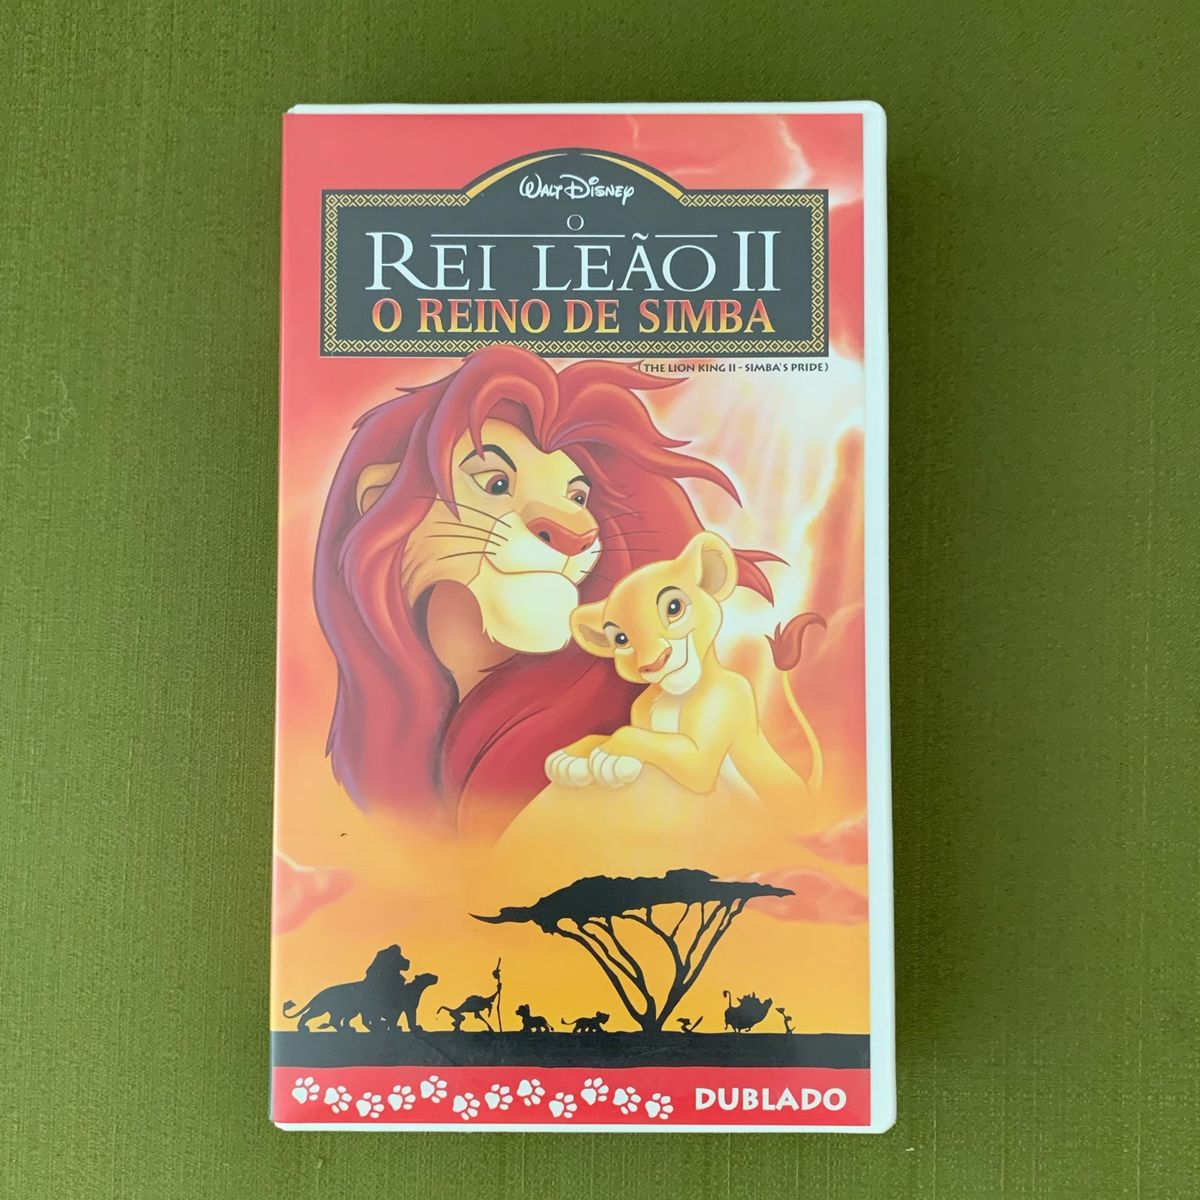 WALT DISNEY
O
REI LEÃO II
O REINO DE SIMBA
(THE LION KING II - SIMBA'S PRIDE)
DUBLADO